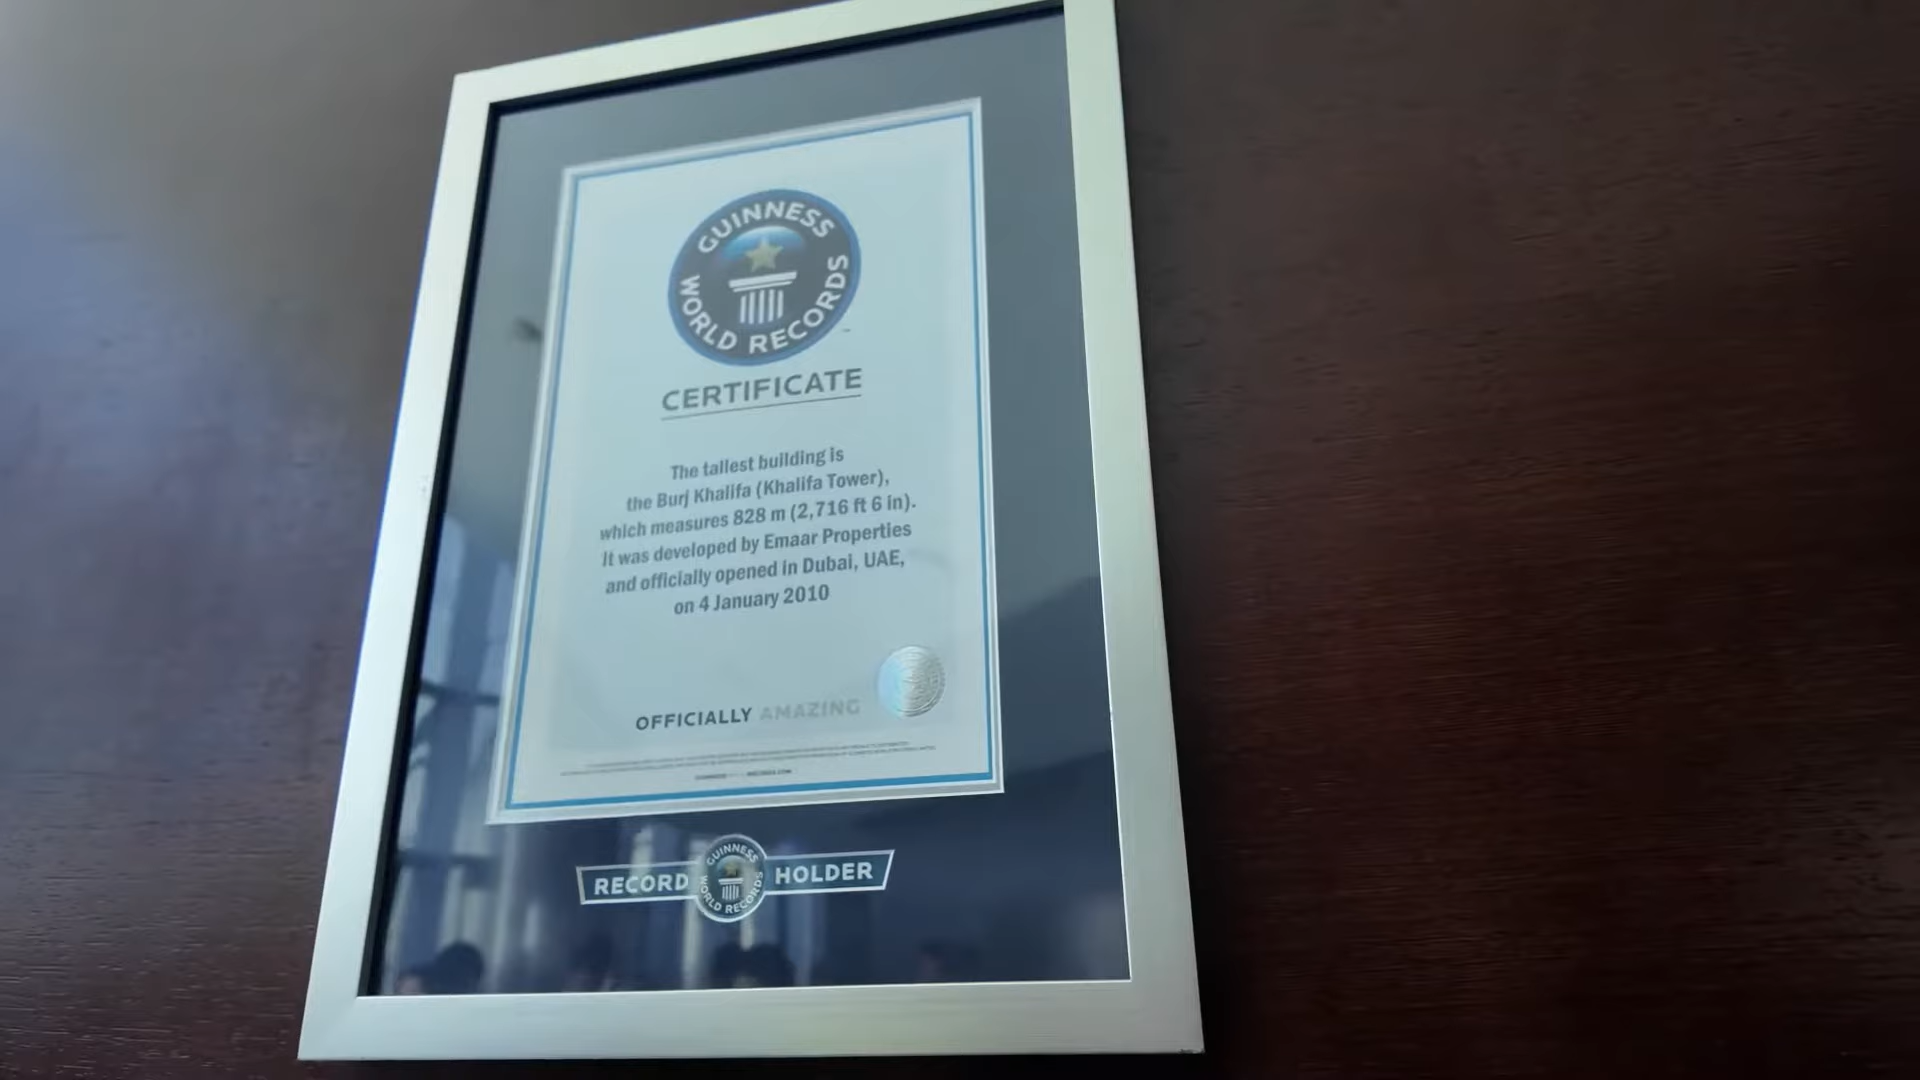 GUINNESS
WORLD RECORDS
CERTIFICATE
The tallest building is
the Burj Khalifa (Khalifa Tower),
which measures 828 m (2,716 ft 6 in).
It was developed by Emaar Properties
and officially opened in Dubai, UAE,
on 4 January 2010
OFFICIALLY AMAZING
RECORD GUINNESS WORLD RECORDS HOLDER